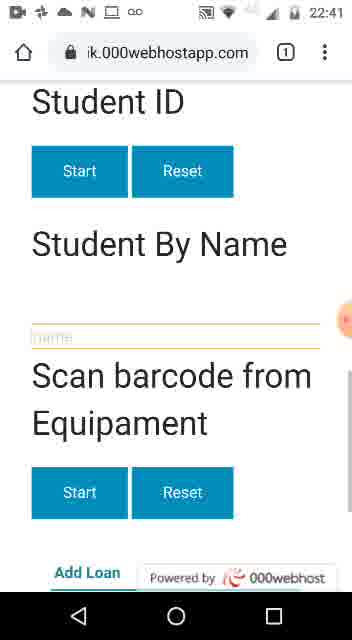 22:41
ik.000webhostapp.com
1
Student ID
Start Reset
Student By Name
name
Scan barcode from
Equipament
Start Reset
Add Loan
Powered by 000webhost